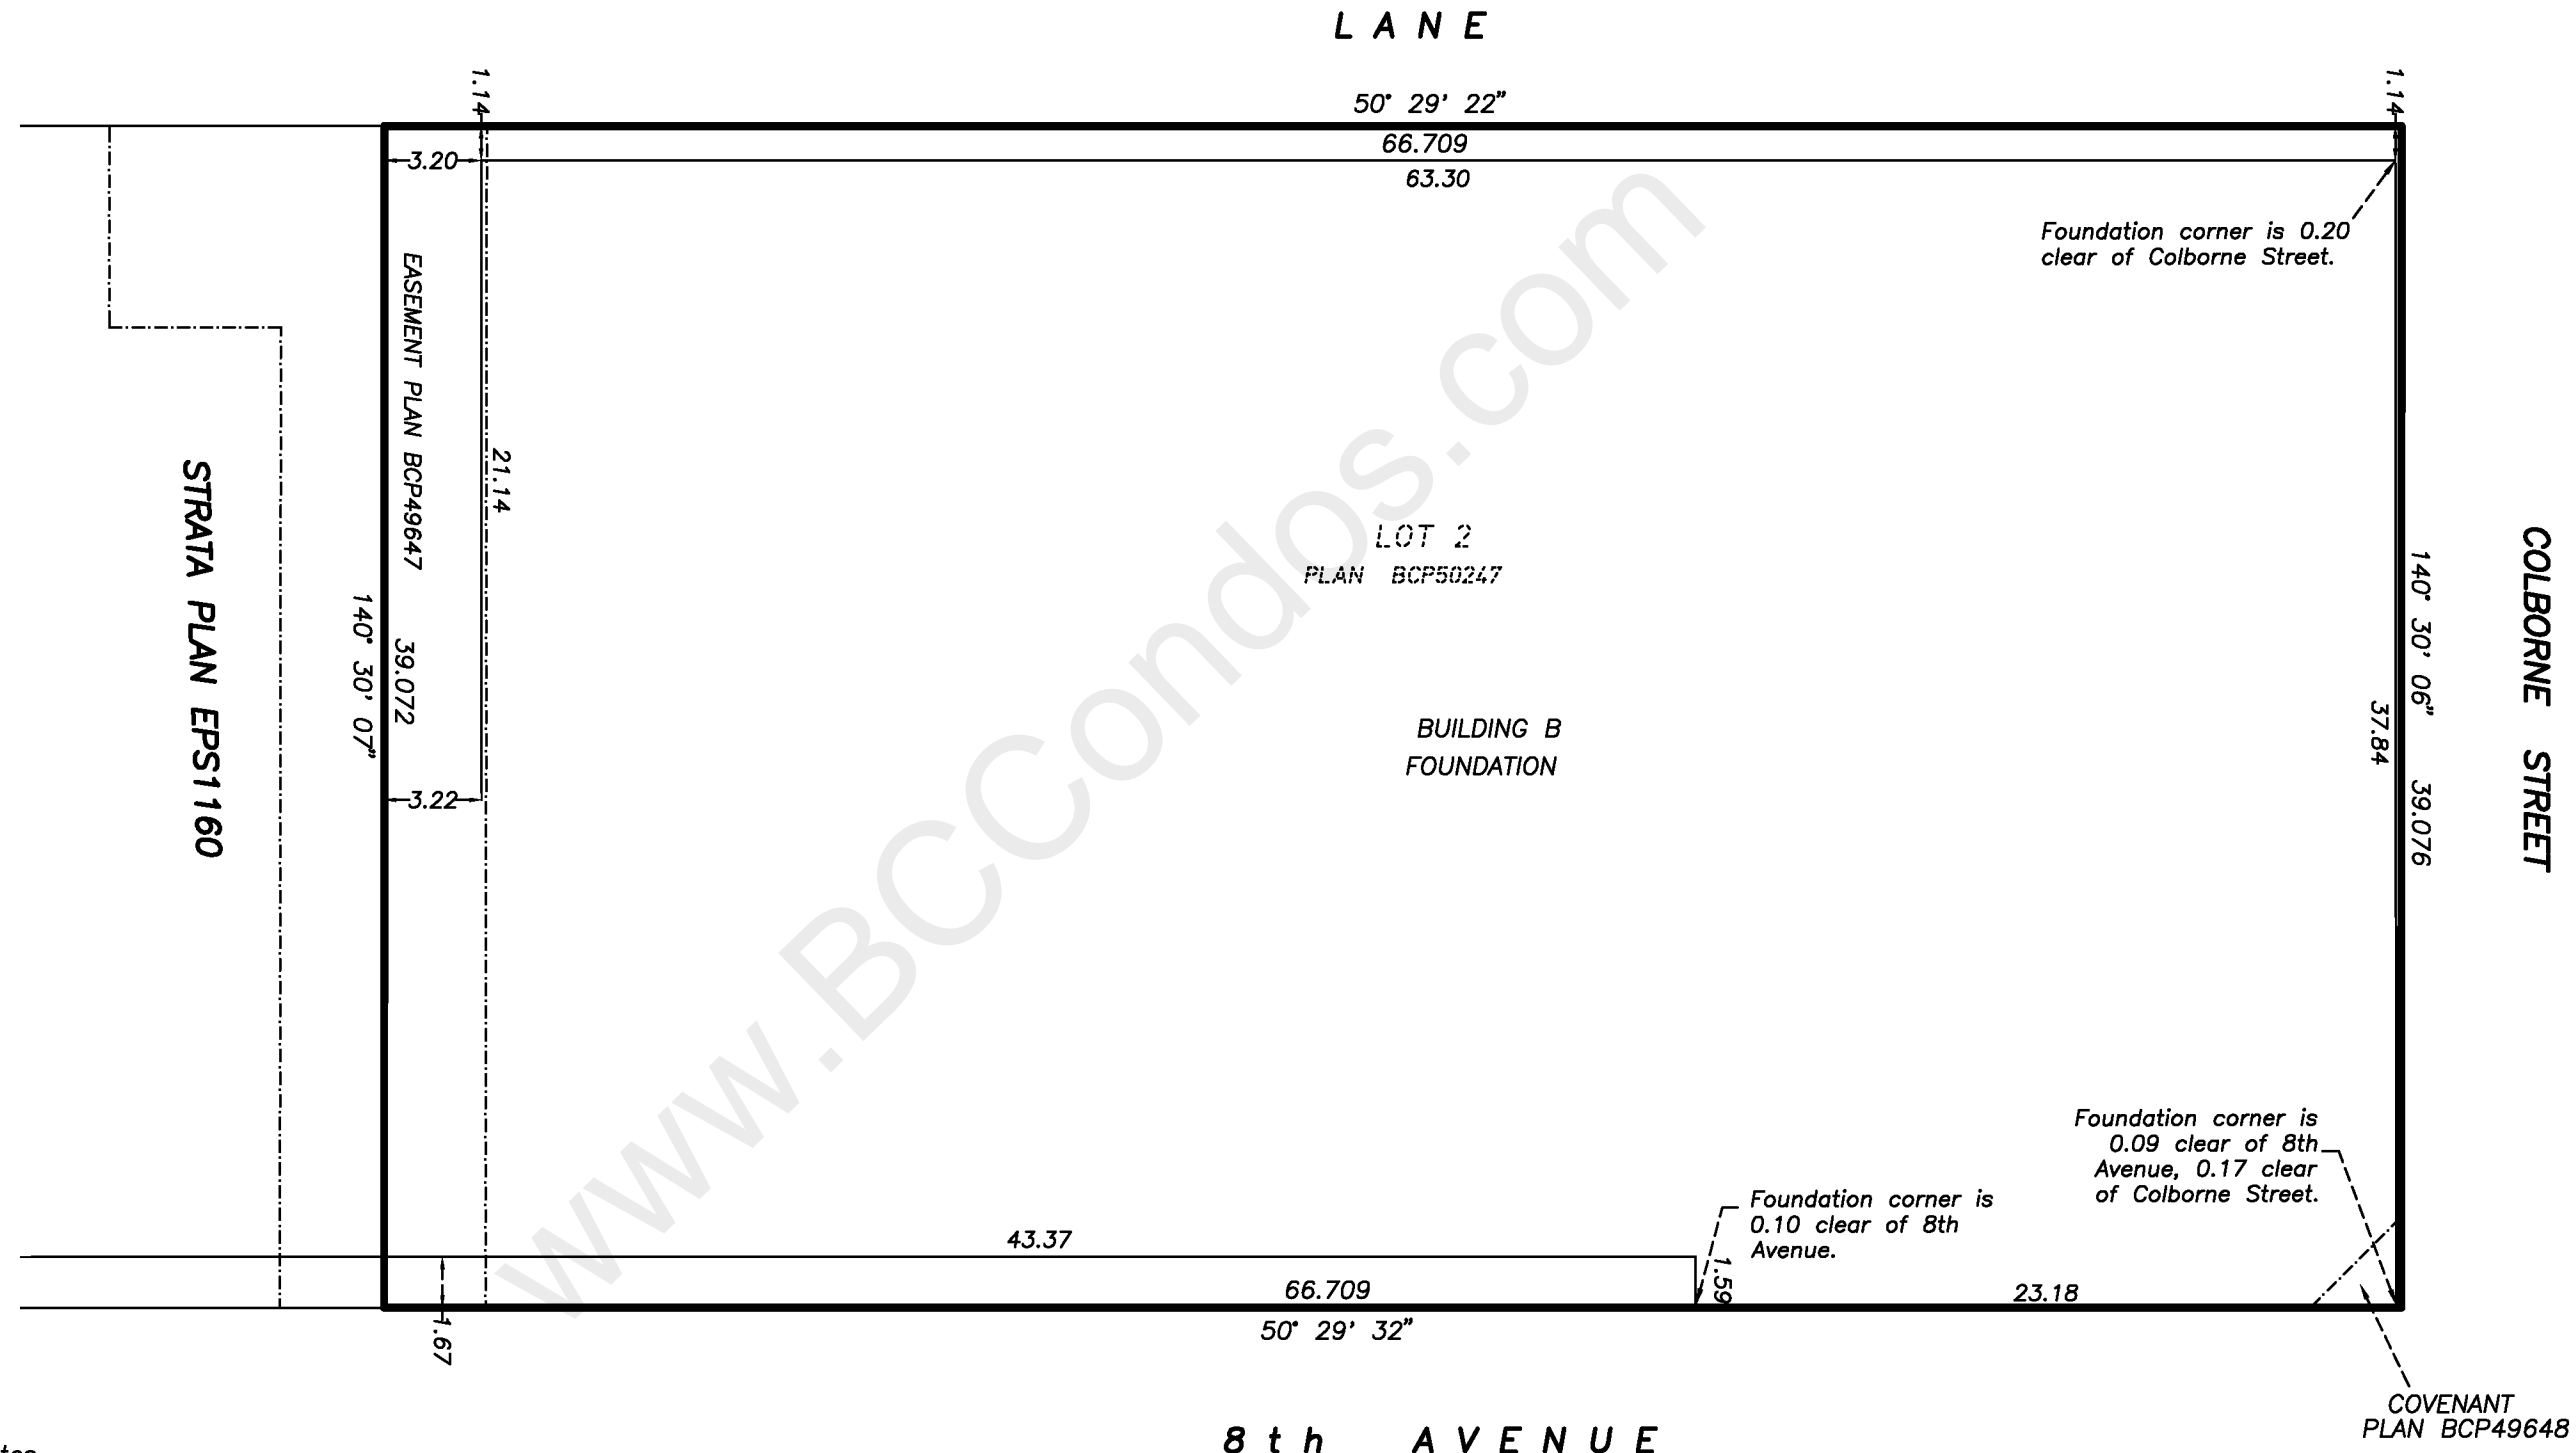 L A N E
1.14
1.14
50° 29' 22"
66.709
63.30
3.20
Foundation corner is 0.20
clear of Colborne Street.
EASEMENT PLAN BCP49647
21.14
STRATA PLAN EPS1160
140° 30' 07"
39.072
3.22
LOT 2
PLAN BCP50247
BUILDING B
FOUNDATION
www.BCCondos.com
140° 30' 06"
39.076
37.84
COLBORNE STREET
Foundation corner is
0.09 clear of 8th
Avenue, 0.17 clear
of Colborne Street.
Foundation corner is
0.10 clear of 8th
Avenue.
43.37
1.59
66.709
23.18
50° 29' 32"
1.67
COVENANT
PLAN BCP49648
8 t h A V E N U E